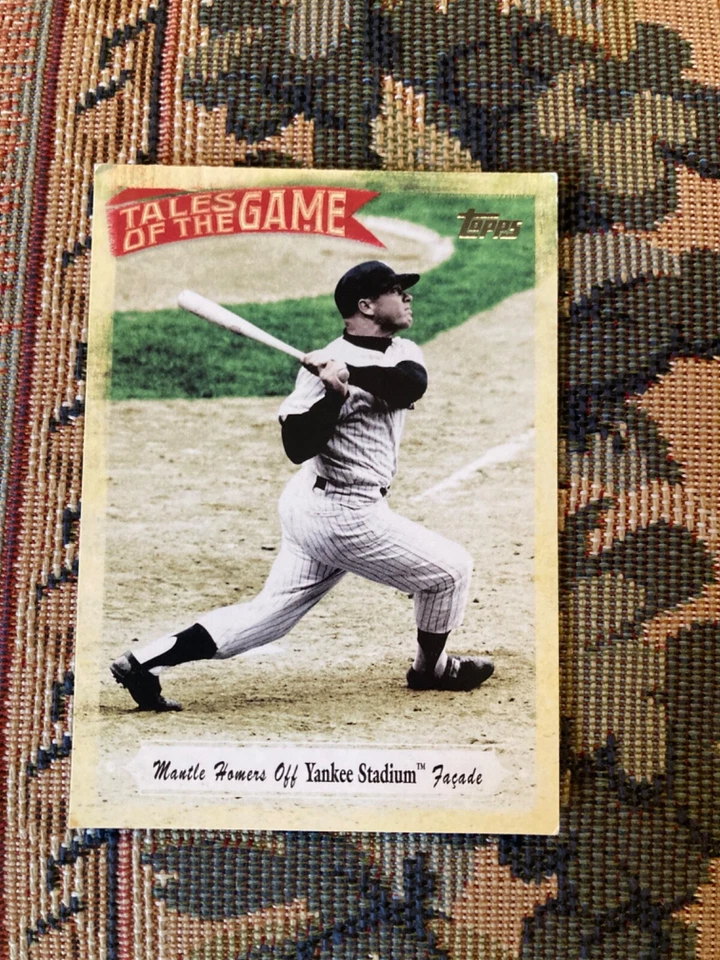 TALES
OF THE GAME
Topps
Mantle Homers Off Yankee Stadium™ Façade